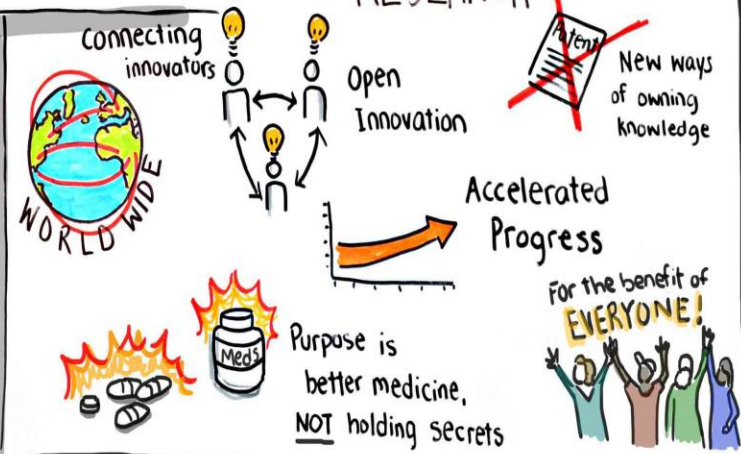 Connecting
innovators
Open
Innovation
Patent
New ways
of owning
knowledge
WORLD WIDE
Accelerated
Progress
For the benefit of
EVERYONE!
Meds
Purpose is
better medicine,
NOT holding secrets